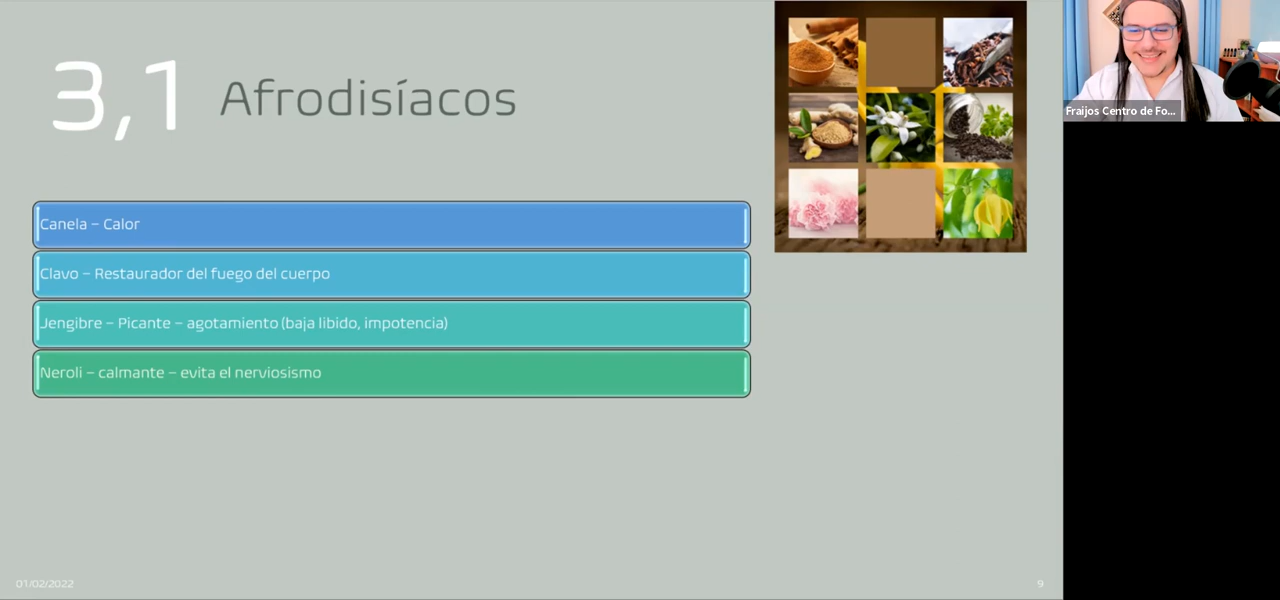 3,1 Afrodisíacos
Fraijos Centro de Fo...
Canela – Calor
Clavo – Restaurador del fuego del cuerpo
Jengibre – Picante – agotamiento (baja libido, impotencia)
Neroli – calmante – evita el nerviosismo
01/02/2022
9